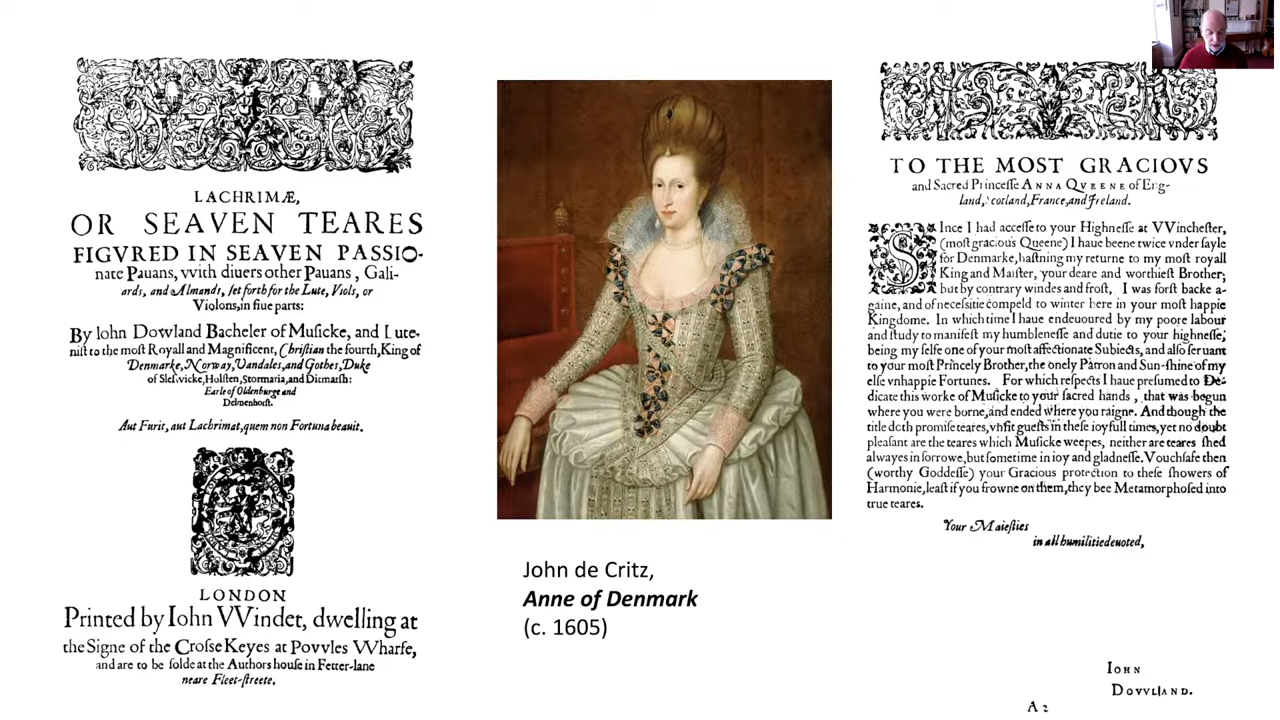 LACHRIMÆ,
OR SEAVEN TEARES
FIGVRED IN SEAVEN PASSIO-
nate Pauans, vvith diuers other Pauans, Gali-
ards, and Almands, ſet forth for the Lute, Viols, or
Violons, in fiue parts:
By Iohn Dowland Bacheler of Muſicke, and Lute-
niſt to the moſt Royall and Magnificent, Chriſtian the fourth, King of
Denmarke, Norway, Vandales, and Gothes, Duke
of Sleſwicke, Holſten, Stormaria, and Ditmarſh:
Earle of Oldenburge and
Delmenhorſt.
Aut Furit, aut Lachrimat, quem non Fortuna beauit.
LONDON
Printed by Iohn VVindet, dwelling at
the Signe of the Croſſe Keyes at Povvles Wharfe,
and are to be ſolde at the Authors houſe in Fetter-lane
neare Fleet-ſtreete.
John de Critz,
Anne of Denmark
(c. 1605)
TO THE MOST GRACIOVS
and Sacred Princeſſe ANNA QVEENE of Eng-
land, Scotland, France, and Ireland.
SInce I had acceſſe to your Highneſſe at VVincheſter,
(moſt gracious Queene) I haue beene twice vnder ſayle
for Denmarke, haſtning my returne to my moſt royall
King and Maiſter, your deare and worthieſt Brother;
but by contrary windes and froſt, I was forſt backe a-
gaine, and of neceſſitie compeld to winter here in your moſt happie
Kingdome. In which time I haue endeuoured by my poore labour
and ſtudy to manifeſt my humbleneſſe and dutie to your highneſſe,
being my ſelfe one of your moſt affectionate Subiects, and alſo ſeruant
to your moſt Princely Brother, the onely Patron and Sun-ſhine of my
elſe vnhappie Fortunes. For which reſpects I haue preſumed to De-
dicate this worke of Muſicke to your ſacred hands, that was begun
where you were borne, and ended where you raigne. And though the
title doth promiſe teares, vnfit gueſts in theſe ioyfull times, yet no doubt
pleaſant are the teares which Muſicke weepes, neither are teares ſhed
alwayes in ſorrowe, but ſometime in ioy and gladneſſe. Vouchſafe then
(worthy Goddeſſe) your Gracious protection to theſe ſhowers of
Harmonie, leaſt if you frowne on them, they bee Metamorphoſed into
true teares.
Your Maieſties
in all humilitie deuoted,
IOHN
DOVVLAND.
A 2